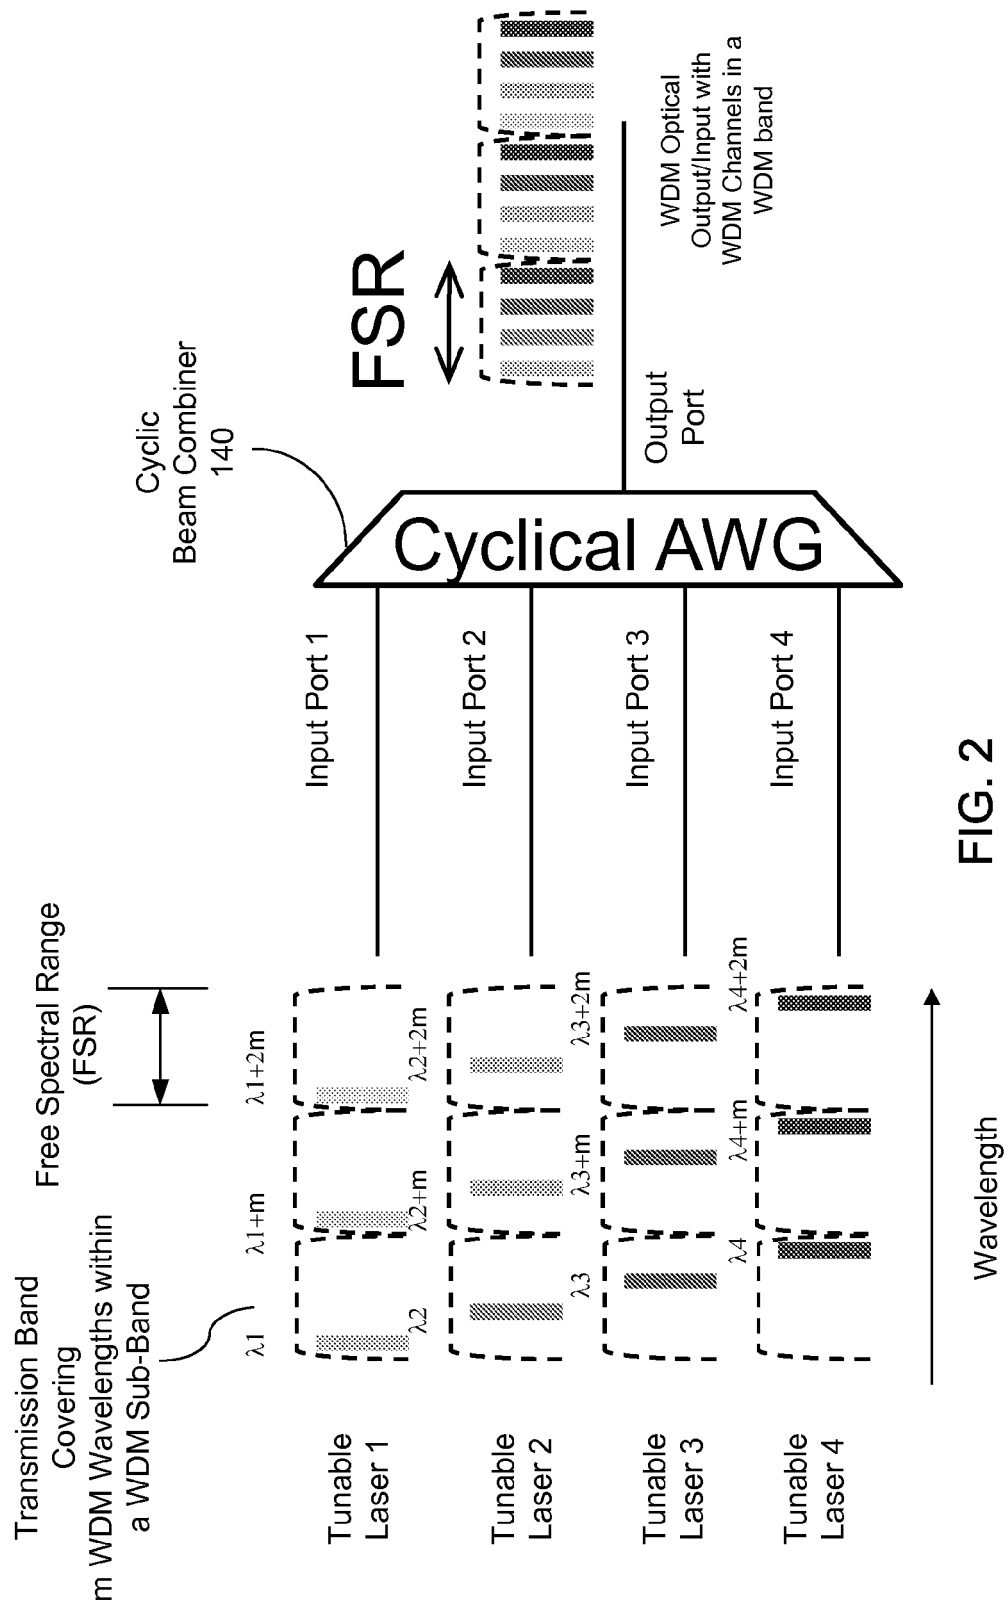 Transmission Band
Covering
m WDM Wavelengths within
a WDM Sub-Band
Free Spectral Range
(FSR)
Cyclic
Beam Combiner
140
Tunable
Laser 1
λ1
λ1+m
λ1+2m
Input Port 1
Tunable
Laser 2
λ2
λ2+m
λ2+2m
Input Port 2
Tunable
Laser 3
λ3
λ3+m
λ3+2m
Input Port 3
Tunable
Laser 4
λ4
λ4+m
λ4+2m
Input Port 4
Cyclical AWG
FSR
Output
Port
WDM Optical
Output/Input with
WDM Channels in a
WDM band
Wavelength
FIG. 2